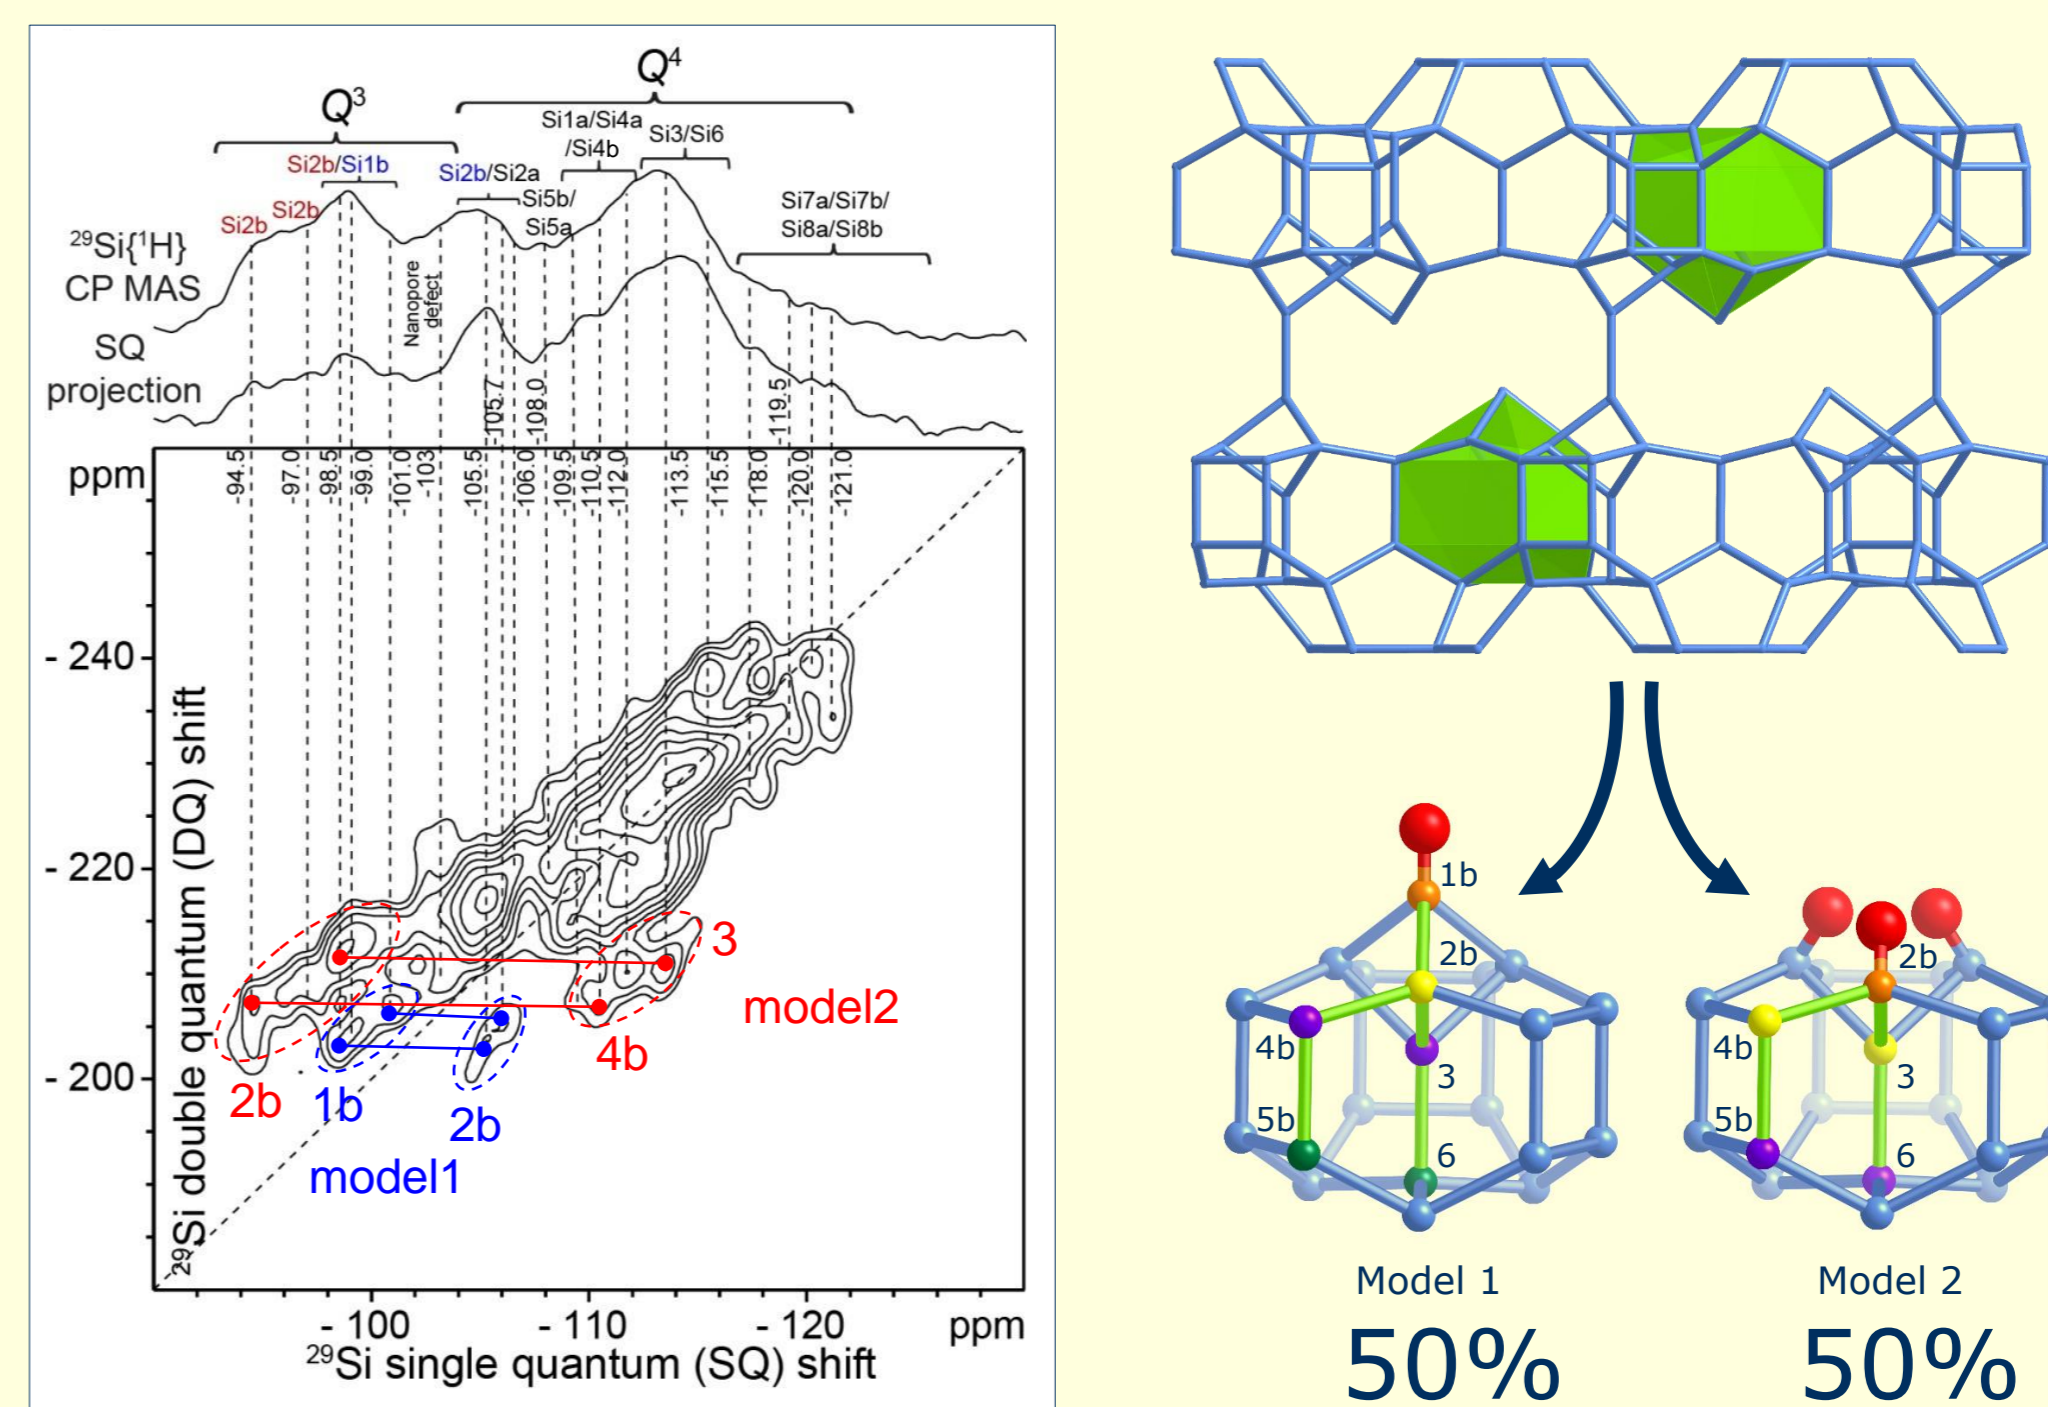 Q⁴
Q³
Si1a/Si4a
/Si4b
Si3/Si6
Si2b/Si1b
Si2b/Si2a
Si2b
Si2b
Si5b/
Si5a
Si7a/Si7b/
Si8a/Si8b
²⁹Si{¹H}
CP MAS
Nanopore
defect
SQ
projection
-105.7
-108.0
-119.5
ppm
-94.5
-97.0
-98.5
-99.0
-101.0
-103
-105.5
-106.0
-109.5
-110.5
-112.0
-113.5
-115.5
-118.0
-120.0
-121.0
- 240
- 220
- 200
²⁹Si double quantum (DQ) shift
3
model2
4b
2b
1b
2b
model1
- 100
- 110
- 120
ppm
²⁹Si single quantum (SQ) shift
1b
2b
4b
3
5b
6
2b
4b
3
5b
6
Model 1
Model 2
50%
50%